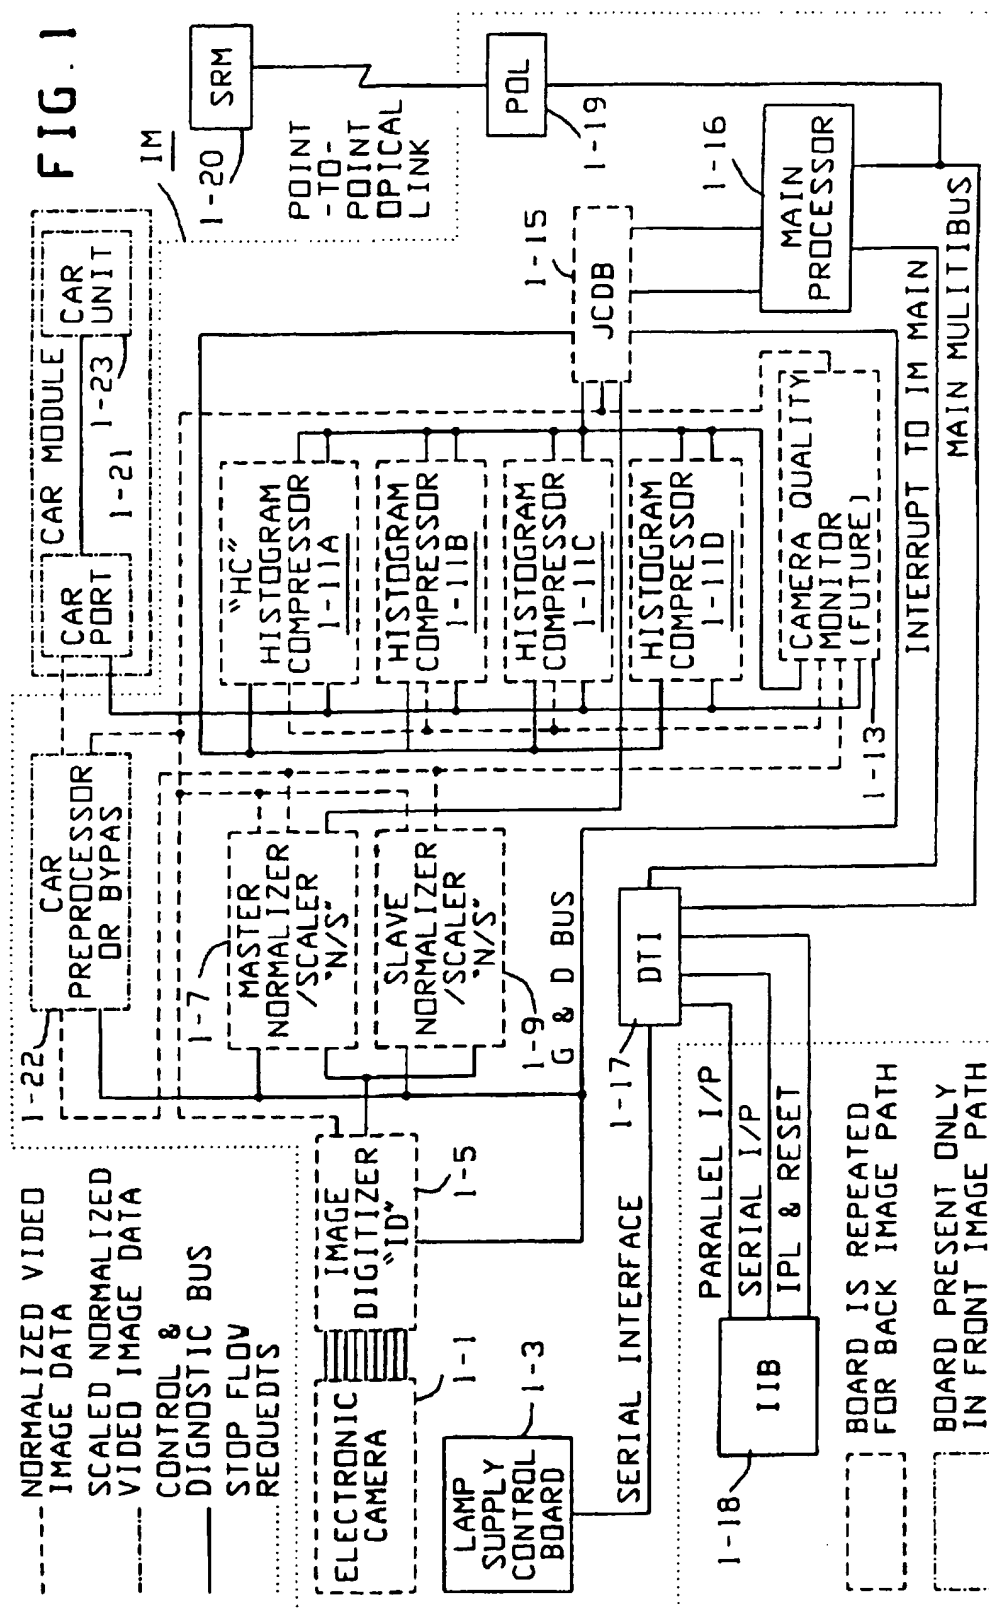 FIG. 1
NORMALIZED VIDEO
IMAGE DATA
SCALED NORMALIZED
VIDEO IMAGE DATA
CONTROL &
DIGNOSTIC BUS
STOP FLOW
REQUEDTS
1-22
CAR
PREPROCESSOR
OR BYPAS
CAR MODULE
CAR
PORT
1-21
CAR
UNIT
1-23
IM
SRM
1-20
POINT
-TO-
POINT
OPICAL
LINK
POL
1-19
ELECTRONIC
CAMERA
1-1
IMAGE
DIGITIZER
"ID"
1-5
1-7
MASTER
NORMALIZER
/SCALER
"N/S"
SLAVE
NORMALIZER
/SCALER
"N/S"
1-9
G & D BUS
"HC"
HISTOGRAM
COMPRESSOR
1-11A
HISTOGRAM
COMPRESSOR
1-11B
HISTOGRAM
COMPRESSOR
1-11C
HISTOGRAM
COMPRESSOR
1-11D
CAMERA QUALITY
MONITOR
(FUTURE)
1-13
1-15
JCDB
1-16
MAIN
PROCESSOR
INTERRUPT TO IM MAIN
MAIN MULITIBUS
LAMP
SUPPLY
CONTROL
BOARD
1-3
SERIAL INTERFACE
1-17
DTI
PARALLEL I/P
SERIAL I/P
IPL & RESET
IIB
1-18
BOARD IS REPEATED
FOR BACK IMAGE PATH
BOARD PRESENT ONLY
IN FRONT IMAGE PATH